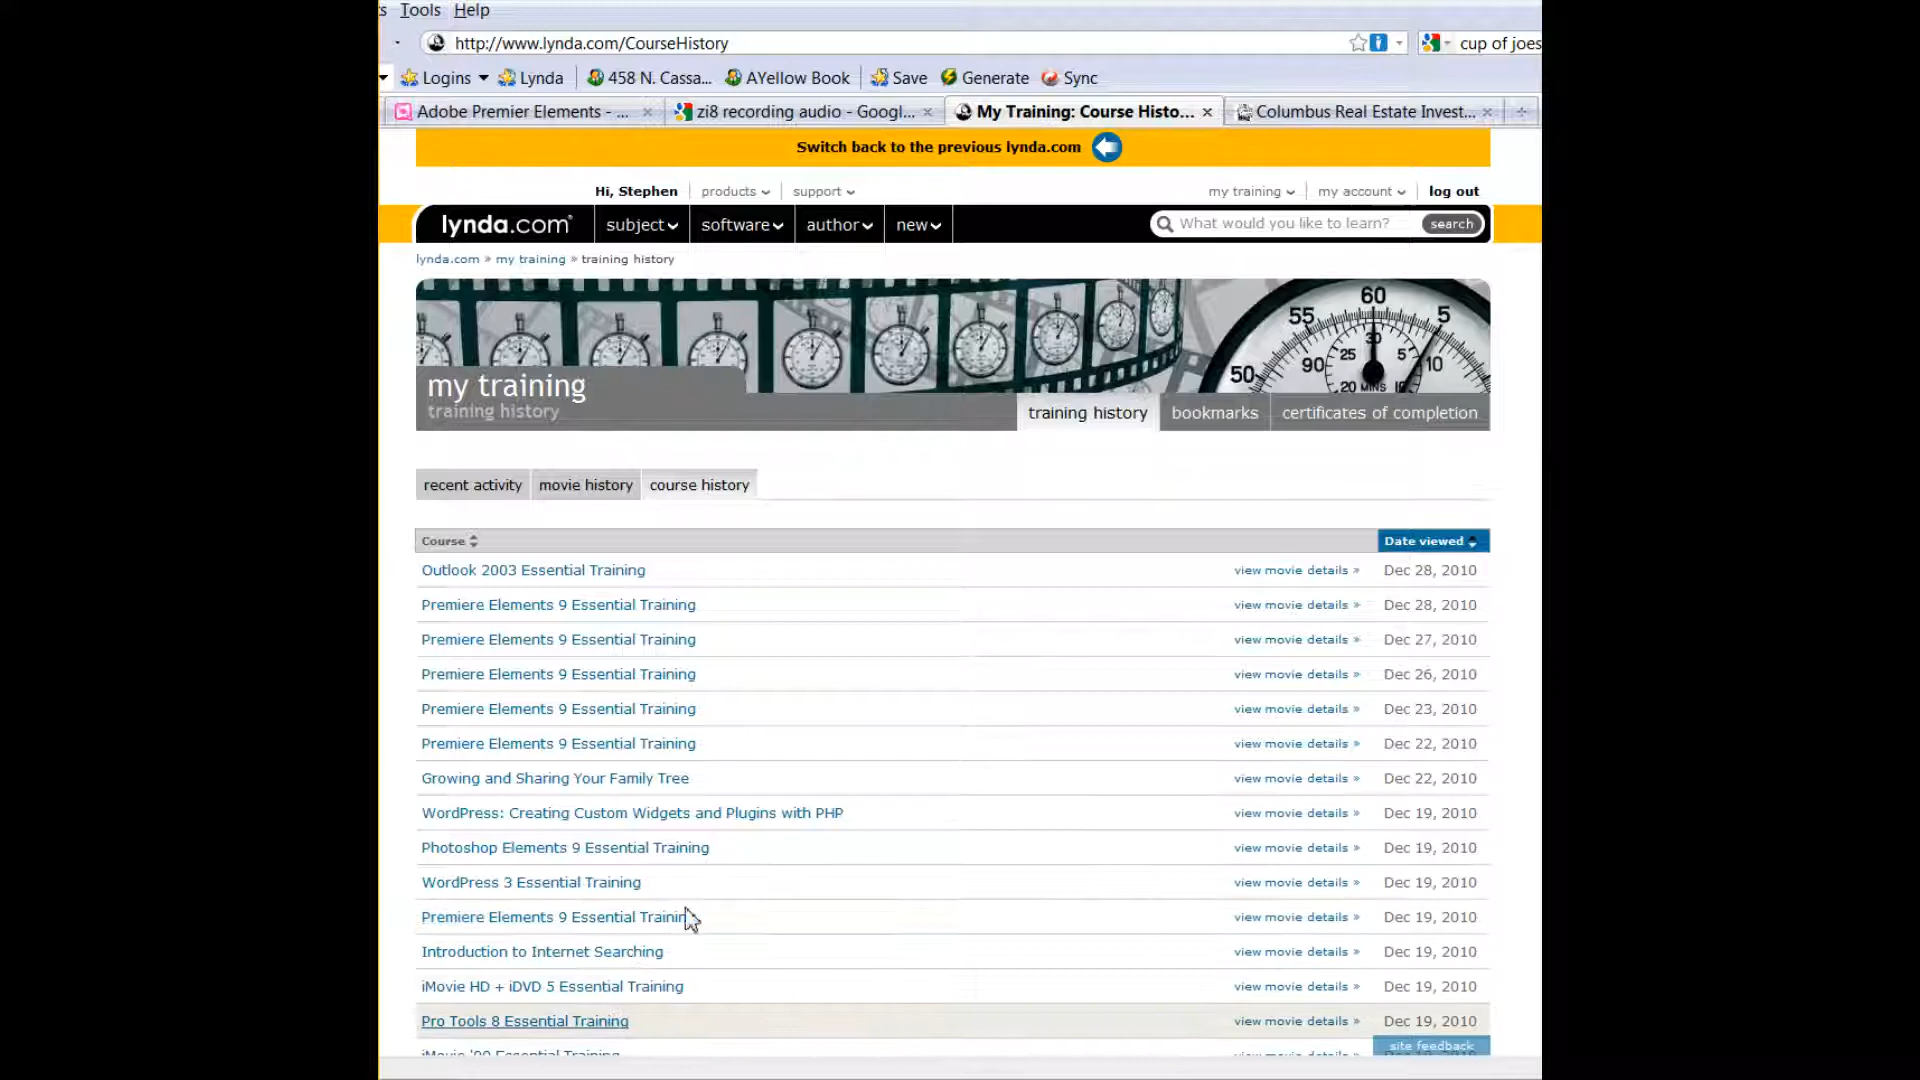 Tools Help
http://www.lynda.com/CourseHistory cup of joes
Logins Lynda 458 N. Cassa... AYellow Book Save Generate Sync
Adobe Premier Elements - ... zi8 recording audio - Googl... My Training: Course Histo... Columbus Real Estate Invest...
Switch back to the previous lynda.com
Hi, Stephen products support my training my account log out
lynda.com subject software author new What would you like to learn? search
lynda.com » my training » training history
60
55 5
30
25 5
50 90 10
20 MINS 10
my training
training history
training history bookmarks certificates of completion
recent activity movie history course history
Course Date viewed
Outlook 2003 Essential Training view movie details » Dec 28, 2010
Premiere Elements 9 Essential Training view movie details » Dec 28, 2010
Premiere Elements 9 Essential Training view movie details » Dec 27, 2010
Premiere Elements 9 Essential Training view movie details » Dec 26, 2010
Premiere Elements 9 Essential Training view movie details » Dec 23, 2010
Premiere Elements 9 Essential Training view movie details » Dec 22, 2010
Growing and Sharing Your Family Tree view movie details » Dec 22, 2010
WordPress: Creating Custom Widgets and Plugins with PHP view movie details » Dec 19, 2010
Photoshop Elements 9 Essential Training view movie details » Dec 19, 2010
WordPress 3 Essential Training view movie details » Dec 19, 2010
Premiere Elements 9 Essential Training view movie details » Dec 19, 2010
Introduction to Internet Searching view movie details » Dec 19, 2010
iMovie HD + iDVD 5 Essential Training view movie details » Dec 19, 2010
Pro Tools 8 Essential Training view movie details » Dec 19, 2010
site feedback
iMovie '09 Essential Training view movie details »